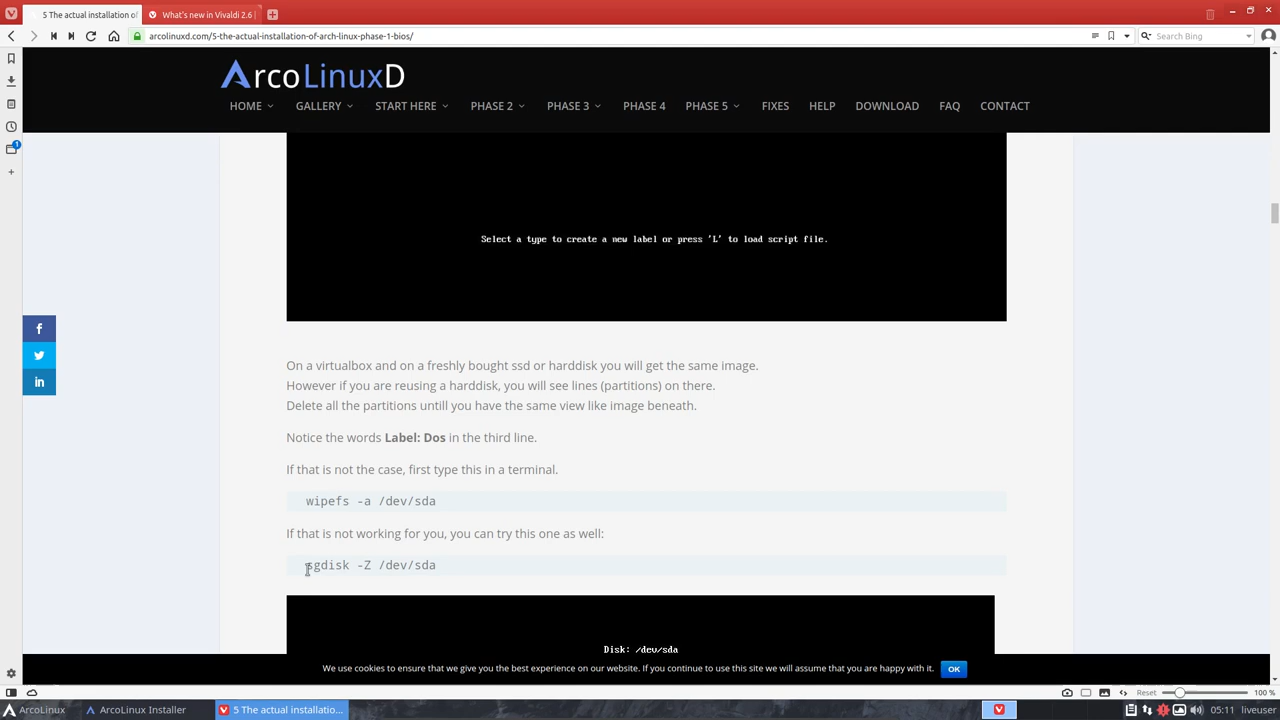 5 The actual installation of
What's new in Vivaldi 2.6 |
arcolinuxd.com/5-the-actual-installation-of-arch-linux-phase-1-bios/
Search Bing
ArcoLinuxD
HOME GALLERY START HERE PHASE 2 PHASE 3 PHASE 4 PHASE 5 FIXES HELP DOWNLOAD FAQ CONTACT
1
Select a type to create a new label or press 'L' to load script file.
On a virtualbox and on a freshly bought ssd or harddisk you will get the same image.
However if you are reusing a harddisk, you will see lines (partitions) on there.
Delete all the partitions untill you have the same view like image beneath.
Notice the words Label: Dos in the third line.
If that is not the case, first type this in a terminal.
wipefs -a /dev/sda
If that is not working for you, you can try this one as well:
sgdisk -Z /dev/sda
Disk: /dev/sda
We use cookies to ensure that we give you the best experience on our website. If you continue to use this site we will assume that you are happy with it.
OK
Reset 100 %
ArcoLinux ArcoLinux Installer 5 The actual installatio... 05:11 liveuser